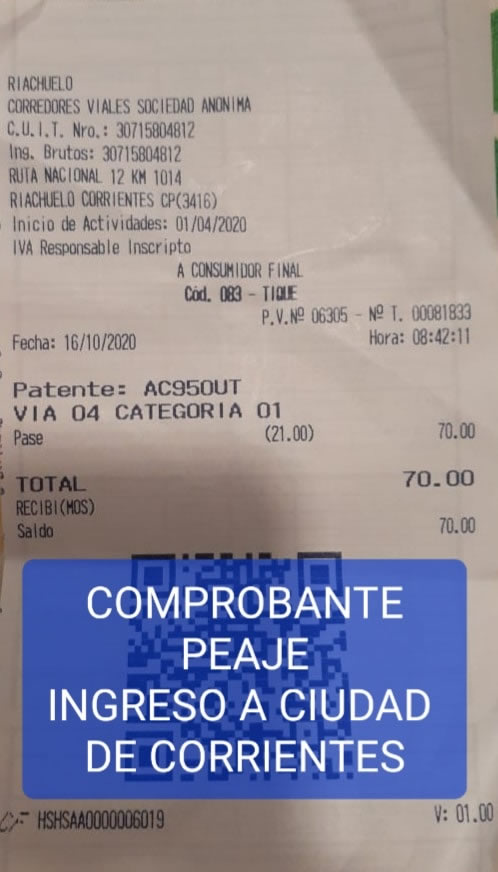 RIACHUELO
CORREDORES VIALES SOCIEDAD ANONIMA
C.U.I.T. Nro.: 30715804812
Ing. Brutos: 30715804812
RUTA NACIONAL 12 KM 1014
RIACHUELO CORRIENTES CP(3416)
Inicio de Actividades: 01/04/2020
IVA Responsable Inscripto
A CONSUMIDOR FINAL
Cód. 083 - TIQUE
P.V.Nº 06305 - Nº T. 00081833
Fecha: 16/10/2020 Hora: 08:42:11
Patente: AC950UT
VIA 04 CATEGORIA 01
Pase (21.00) 70.00
TOTAL 70.00
RECIBI(MOS)
Saldo 70.00
COMPROBANTE
PEAJE
INGRESO A CIUDAD
DE CORRIENTES
CF HSHSAA0000006019 V: 01.00